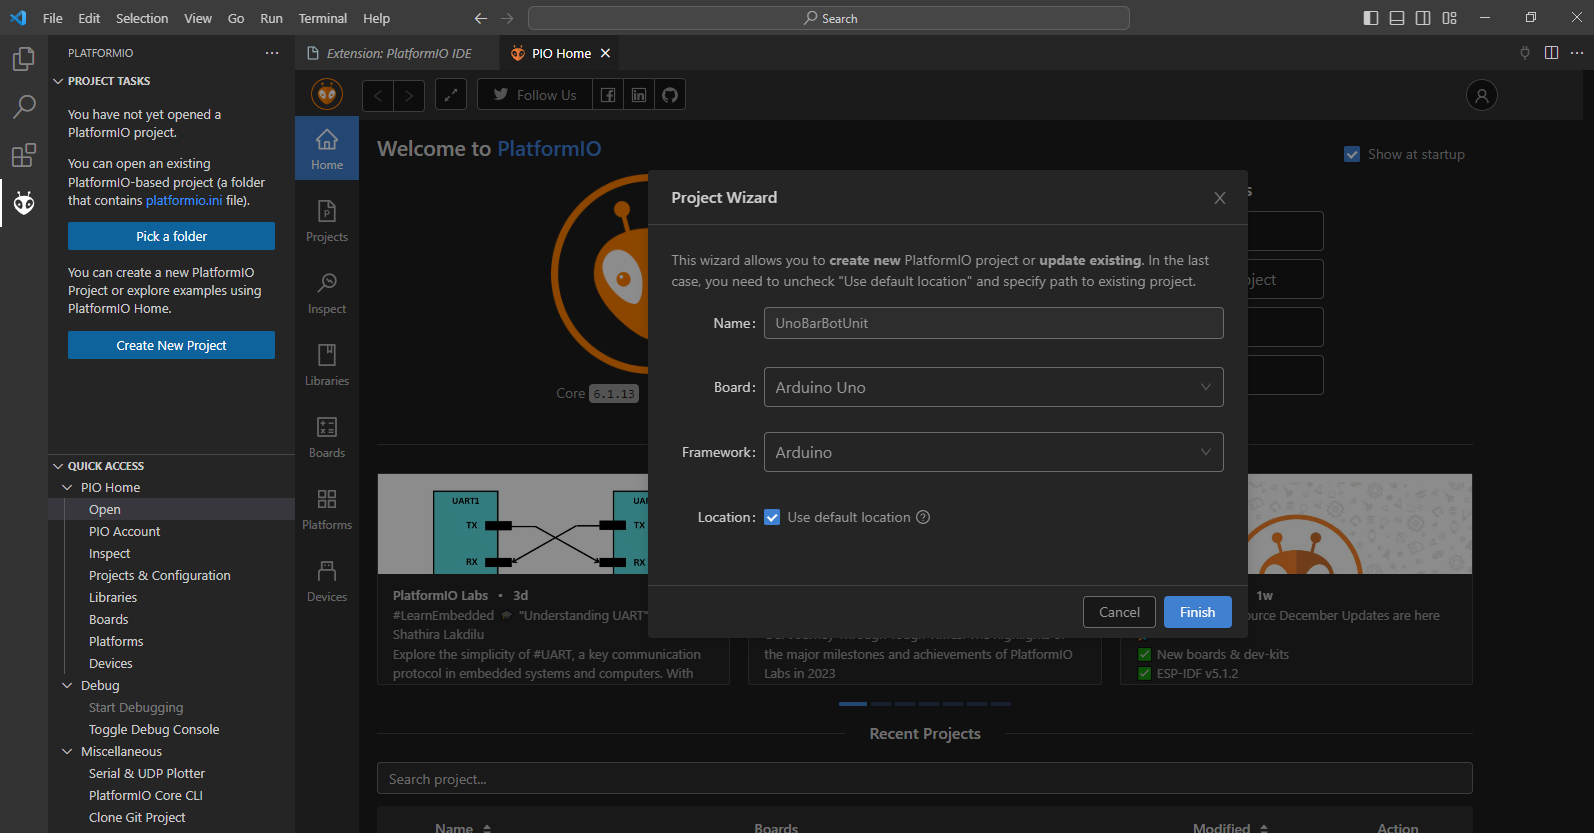 File Edit Selection View Go Run Terminal Help
Search
PLATFORMIO
PROJECT TASKS
You have not yet opened a
PlatformIO project.
You can open an existing
PlatformIO-based project (a folder
that contains platformio.ini file).
Pick a folder
You can create a new PlatformIO
Project or explore examples using
PlatformIO Home.
Create New Project
QUICK ACCESS
PIO Home
Open
PIO Account
Inspect
Projects & Configuration
Libraries
Boards
Platforms
Devices
Debug
Start Debugging
Toggle Debug Console
Miscellaneous
Serial & UDP Plotter
PlatformIO Core CLI
Clone Git Project
Extension: PlatformIO IDE
PIO Home
Follow Us
Home
Projects
Inspect
Libraries
Boards
Platforms
Devices
Welcome to PlatformIO
Show at startup
Core 6.1.13
Project Wizard
This wizard allows you to create new PlatformIO project or update existing. In the last
case, you need to uncheck "Use default location" and specify path to existing project.
Name: UnoBarBotUnit
Board: Arduino Uno
Framework: Arduino
Location: Use default location
Cancel Finish
UART1
TX
RX
TX
RX
PlatformIO Labs • 3d
#LearnEmbedded 🎓 "Understanding UART"
Shathira Lakdilu
Explore the simplicity of #UART, a key communication
protocol in embedded systems and computers. With
the major milestones and achievements of PlatformIO
Labs in 2023
1w
December Updates are here
New boards & dev-kits
ESP-IDF v5.1.2
Recent Projects
Search project...
Name Boards Modified Action